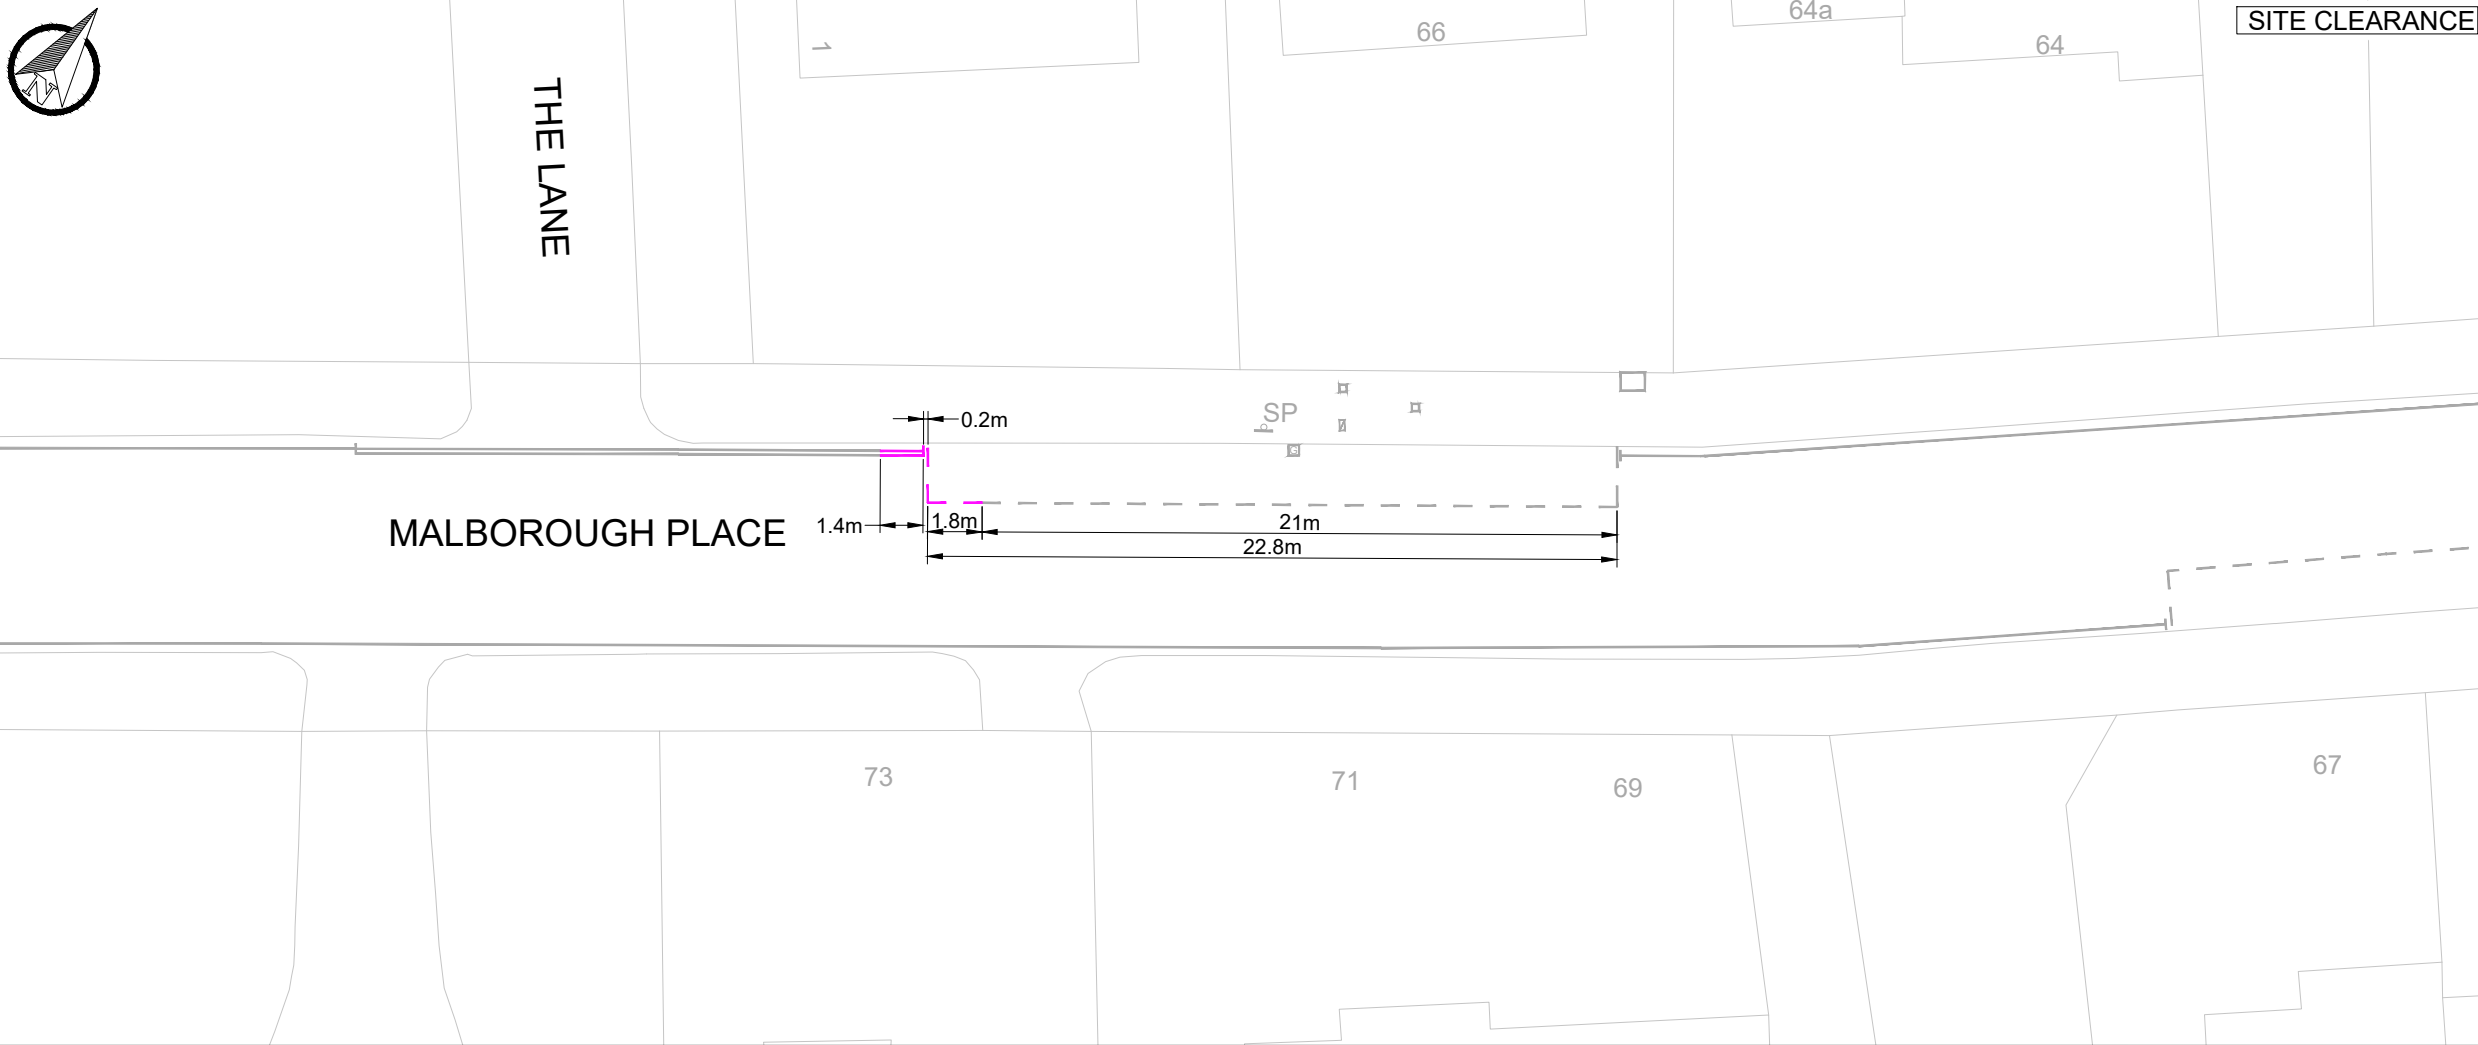 SITE CLEARANCE
N
THE LANE
1
66
64a
64
SP
0.2m
MALBOROUGH PLACE
1.4m
1.8m
21m
22.8m
73
71
69
67